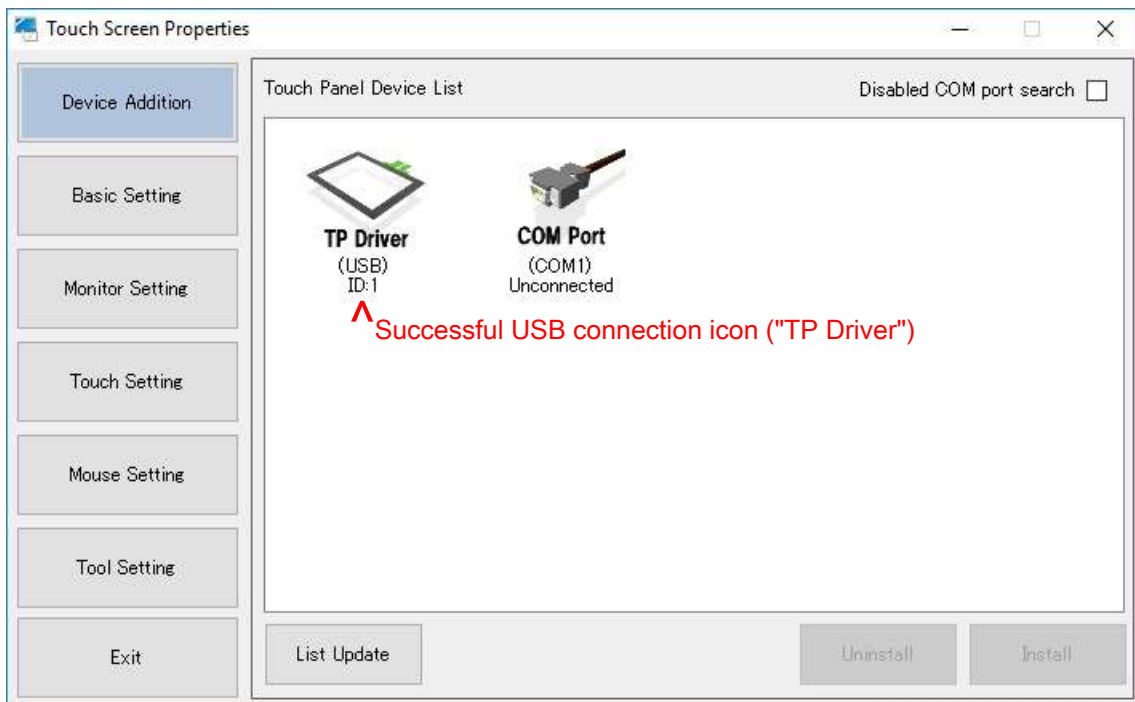 Touch Screen Properties
Device Addition
Basic Setting
Monitor Setting
Touch Setting
Mouse Setting
Tool Setting
Exit
Touch Panel Device List
Disabled COM port search
TP Driver
(USB)
ID:1
COM Port
(COM1)
Unconnected
^Successful USB connection icon ("TP Driver")
List Update
Uninstall
Install